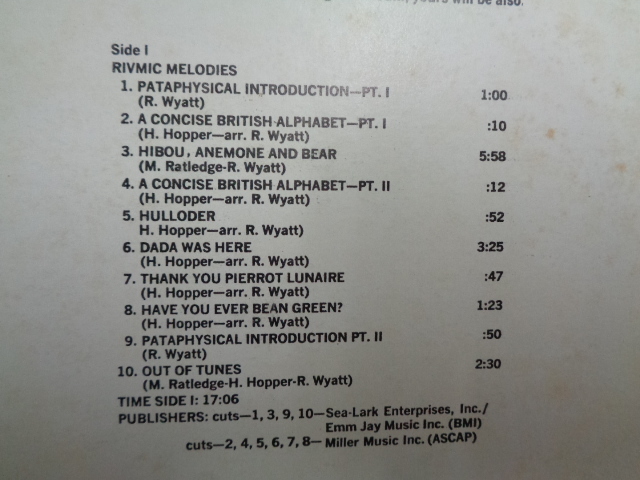 yours will be also.
Side I
RIVMIC MELODIES
1. PATAPHYSICAL INTRODUCTION—PT. I 1:00
(R. Wyatt)
2. A CONCISE BRITISH ALPHABET—PT. I :10
(H. Hopper—arr. R. Wyatt)
3. HIBOU, ANEMONE AND BEAR 5:58
(M. Ratledge-R. Wyatt)
4. A CONCISE BRITISH ALPHABET—PT. II :12
(H. Hopper—arr. R. Wyatt)
5. HULLODER :52
H. Hopper—arr. R. Wyatt)
6. DADA WAS HERE 3:25
(H. Hopper—arr. R. Wyatt)
7. THANK YOU PIERROT LUNAIRE :47
(H. Hopper—arr. R. Wyatt)
8. HAVE YOU EVER BEAN GREEN? 1:23
(H. Hopper—arr. R. Wyatt)
9. PATAPHYSICAL INTRODUCTION PT. II :50
(R. Wyatt)
10. OUT OF TUNES 2:30
(M. Ratledge-H. Hopper-R. Wyatt)
TIME SIDE I: 17:06
PUBLISHERS: cuts—1, 3, 9, 10—Sea-Lark Enterprises, Inc./
Emm Jay Music Inc. (BMI)
cuts—2, 4, 5, 6, 7, 8—Miller Music Inc. (ASCAP)